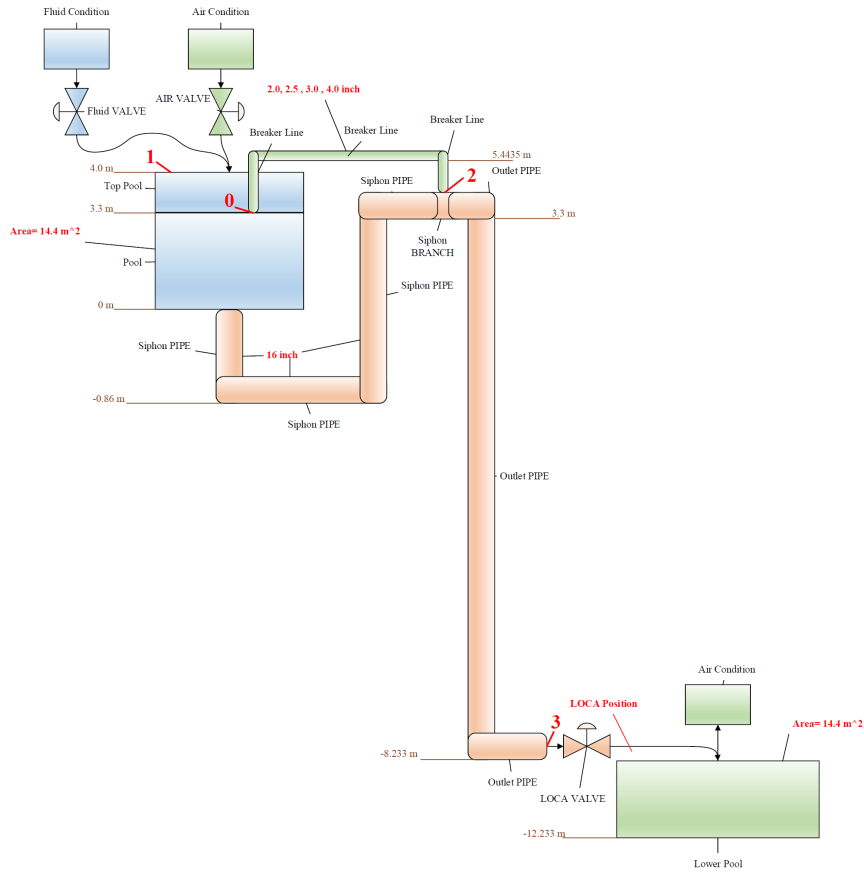 Fluid Condition
Air Condition
Fluid VALVE
AIR VALVE
2.0, 2.5 , 3.0 , 4.0 inch
Breaker Line
Breaker Line
Breaker Line
5.4435 m
1
4.0 m
Top Pool
2
Outlet PIPE
Siphon PIPE
0
3.3 m
3.3 m
Area= 14.4 m^2
Siphon
BRANCH
Pool
Siphon PIPE
0 m
Siphon PIPE
16 inch
-0.86 m
Siphon PIPE
Outlet PIPE
Air Condition
LOCA Position
3
Area= 14.4 m^2
-8.233 m
Outlet PIPE
LOCA VALVE
-12.233 m
Lower Pool